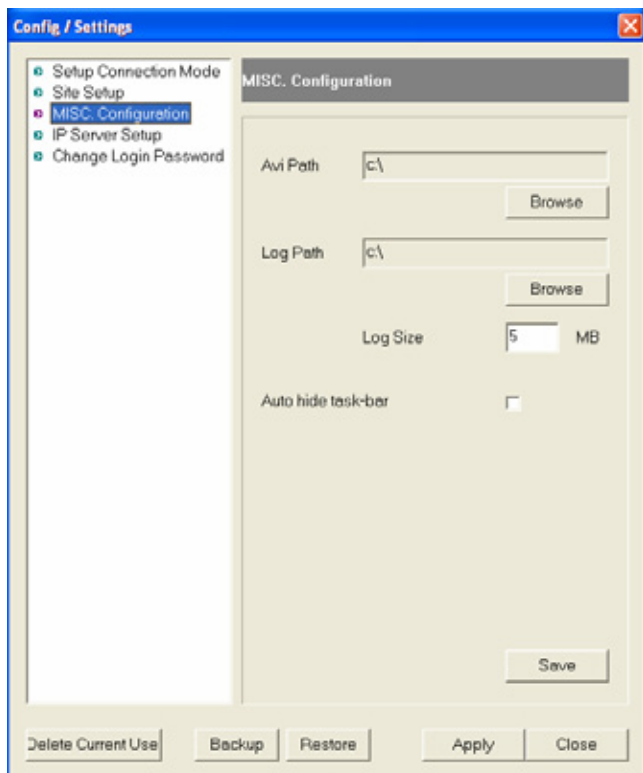 Config / Settings
Setup Connection Mode
Site Setup
MISC. Configuration
IP Server Setup
Change Login Password
MISC. Configuration
Avi Path c:\
Browse
Log Path c:\
Browse
Log Size 5 MB
Auto hide task-bar
Save
Delete Current Use Backup Restore Apply Close